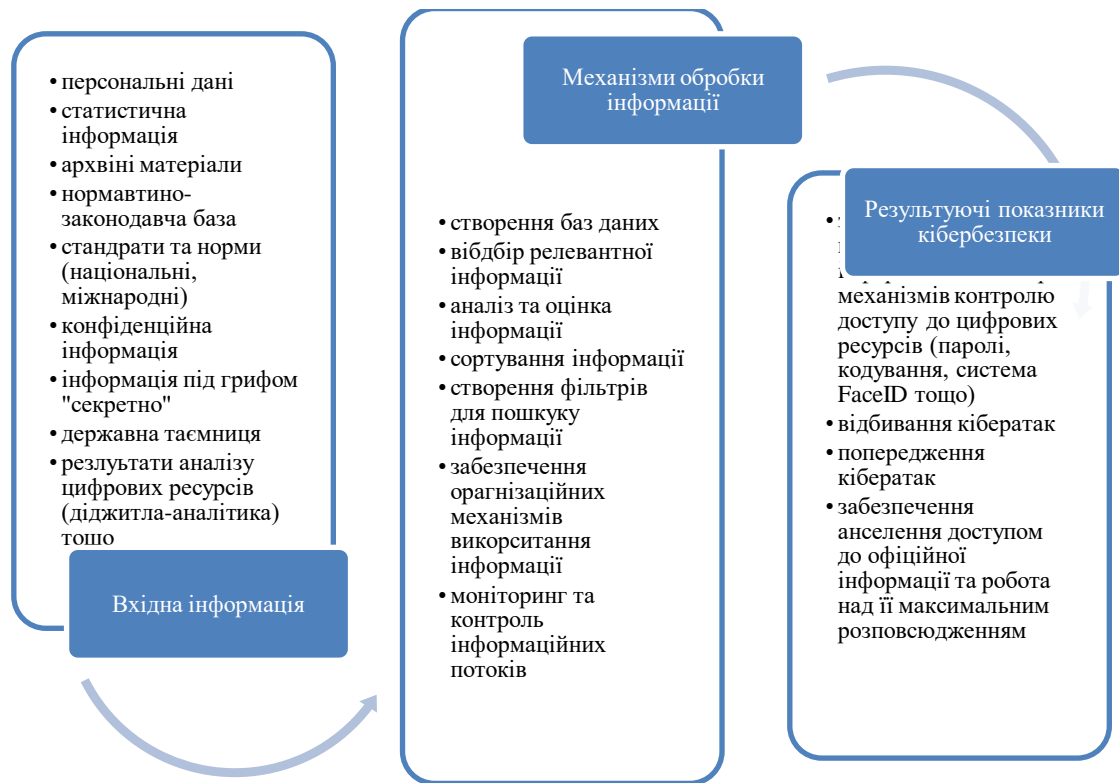 • персональні дані
• статистична
інформація
• архвіні матеріали
• нормавтино-
законодавча база
• стандрати та норми
(національні,
міжнародні)
• конфіденційна
інформація
• інформація під грифом
"секретно"
• державна таємниця
• резлуьтати аналізу
цифрових ресурсів
(діджитла-аналітика)
тощо
Вхідна інформація
Механізми обробки
інформації
• створення баз даних
• вібдбір релевантної
інформації
• аналіз та оцінка
інформації
• сортування інформації
• створення фільтрів
для пошкуку
інформації
• забезпечення
орагнізаційних
механізмів
викорситання
інформації
• моніторинг та
контроль
інформаційних
потоків
Результуючі показники
кібербезпеки
механізмів контролю
доступу до цифрових
ресурсів (паролі,
кодування, система
FaceID тощо)
• відбивання кібератак
• попередження
кібератак
• забезпечення
анселення доступом
до офіційної
інформації та робота
над її максимальним
розповсюдженням